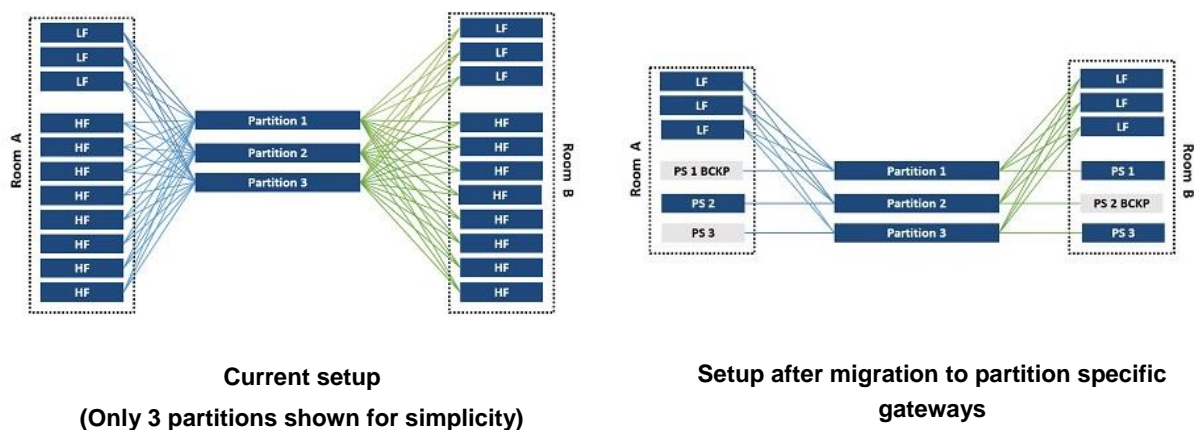 LF
LF
LF
HF
HF
HF
HF
HF
HF
HF
HF
Room A
Partition 1
Partition 2
Partition 3
LF
LF
LF
HF
HF
HF
HF
HF
HF
HF
HF
Room B
Current setup
(Only 3 partitions shown for simplicity)
LF
LF
LF
PS 1 BCKP
PS 2
PS 3
Room A
Partition 1
Partition 2
Partition 3
LF
LF
LF
PS 1
PS 2 BCKP
PS 3
Room B
Setup after migration to partition specific
gateways